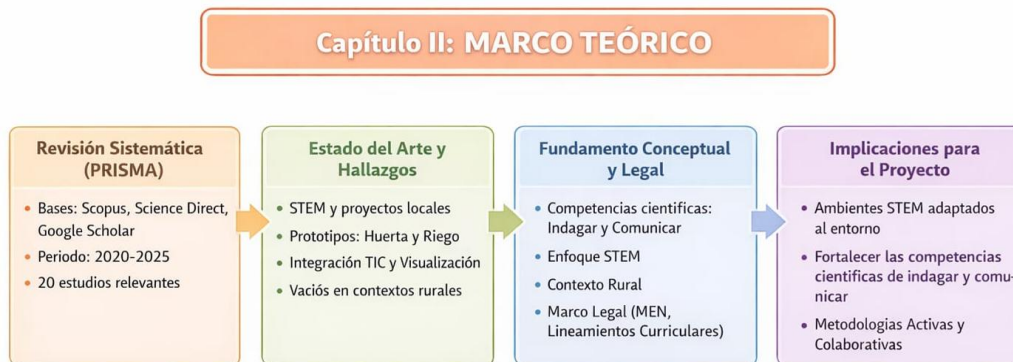 Capítulo II: MARCO TEÓRICO
Revisión Sistemática
(PRISMA)
• Bases: Scopus, Science Direct,
Google Scholar
• Periodo: 2020-2025
• 20 estudios relevantes
Estado del Arte y
Hallazgos
• STEM y proyectos locales
• Prototipos: Huerta y Riego
• Integración TIC y Visualización
• Vaciós en contextos rurales
Fundamento Conceptual
y Legal
• Competencias cientificas:
Indagar y Comunicar
• Enfoque STEM
• Contexto Rural
• Marco Legal (MEN,
Lineamientos Curriculares)
Implicaciones para
el Proyecto
• Ambientes STEM adaptados
al entorno
• Fortalecer las competencias
cientificas de indagar y comu-
nicar
• Metodologias Activas y
Colaborativas